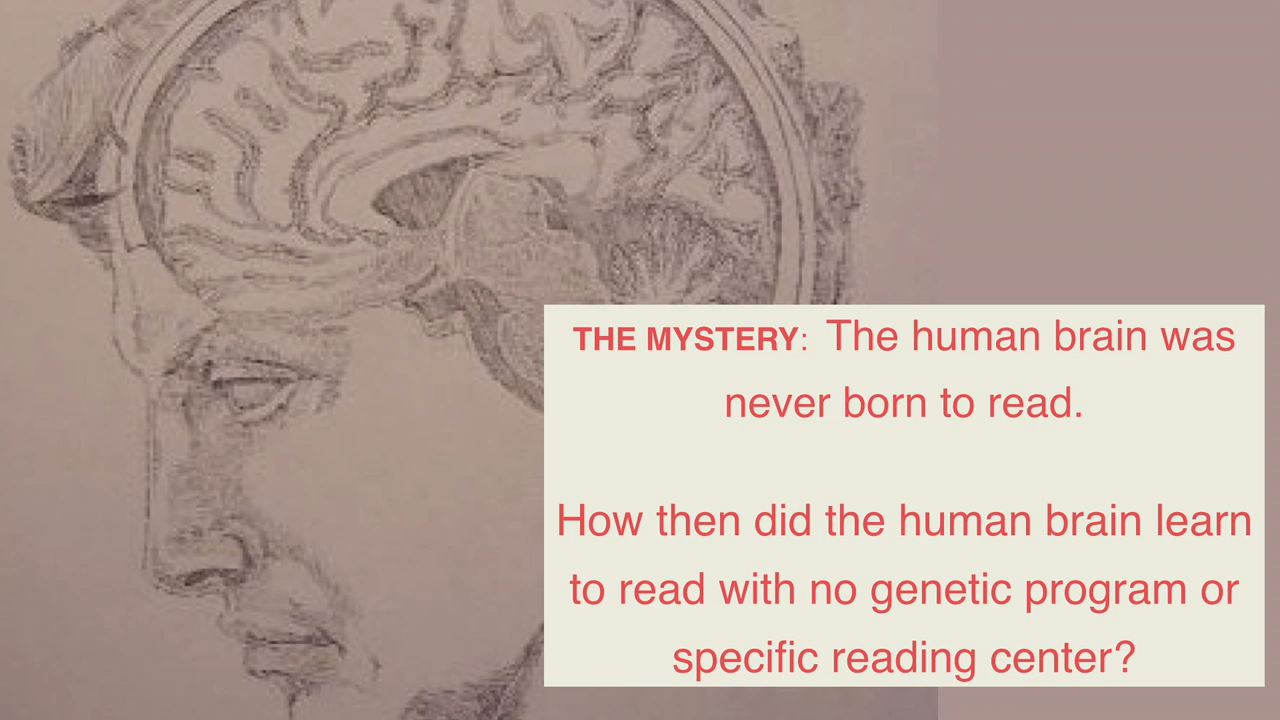 THE MYSTERY: The human brain was
never born to read.
How then did the human brain learn
to read with no genetic program or
specific reading center?